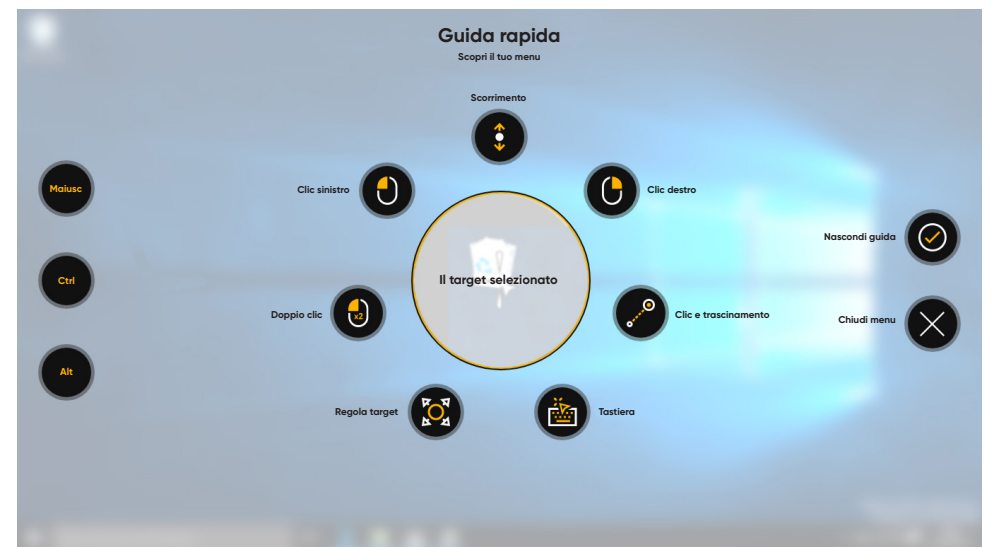 Guida rapida
Scopri il tuo menu
Scorrimento
Clic sinistro
Clic destro
Maiusc
Nascondi guida
Il target selezionato
Ctrl
Doppio clic
x2
Clic e trascinamento
Chiudi menu
Alt
Regola target
Tastiera